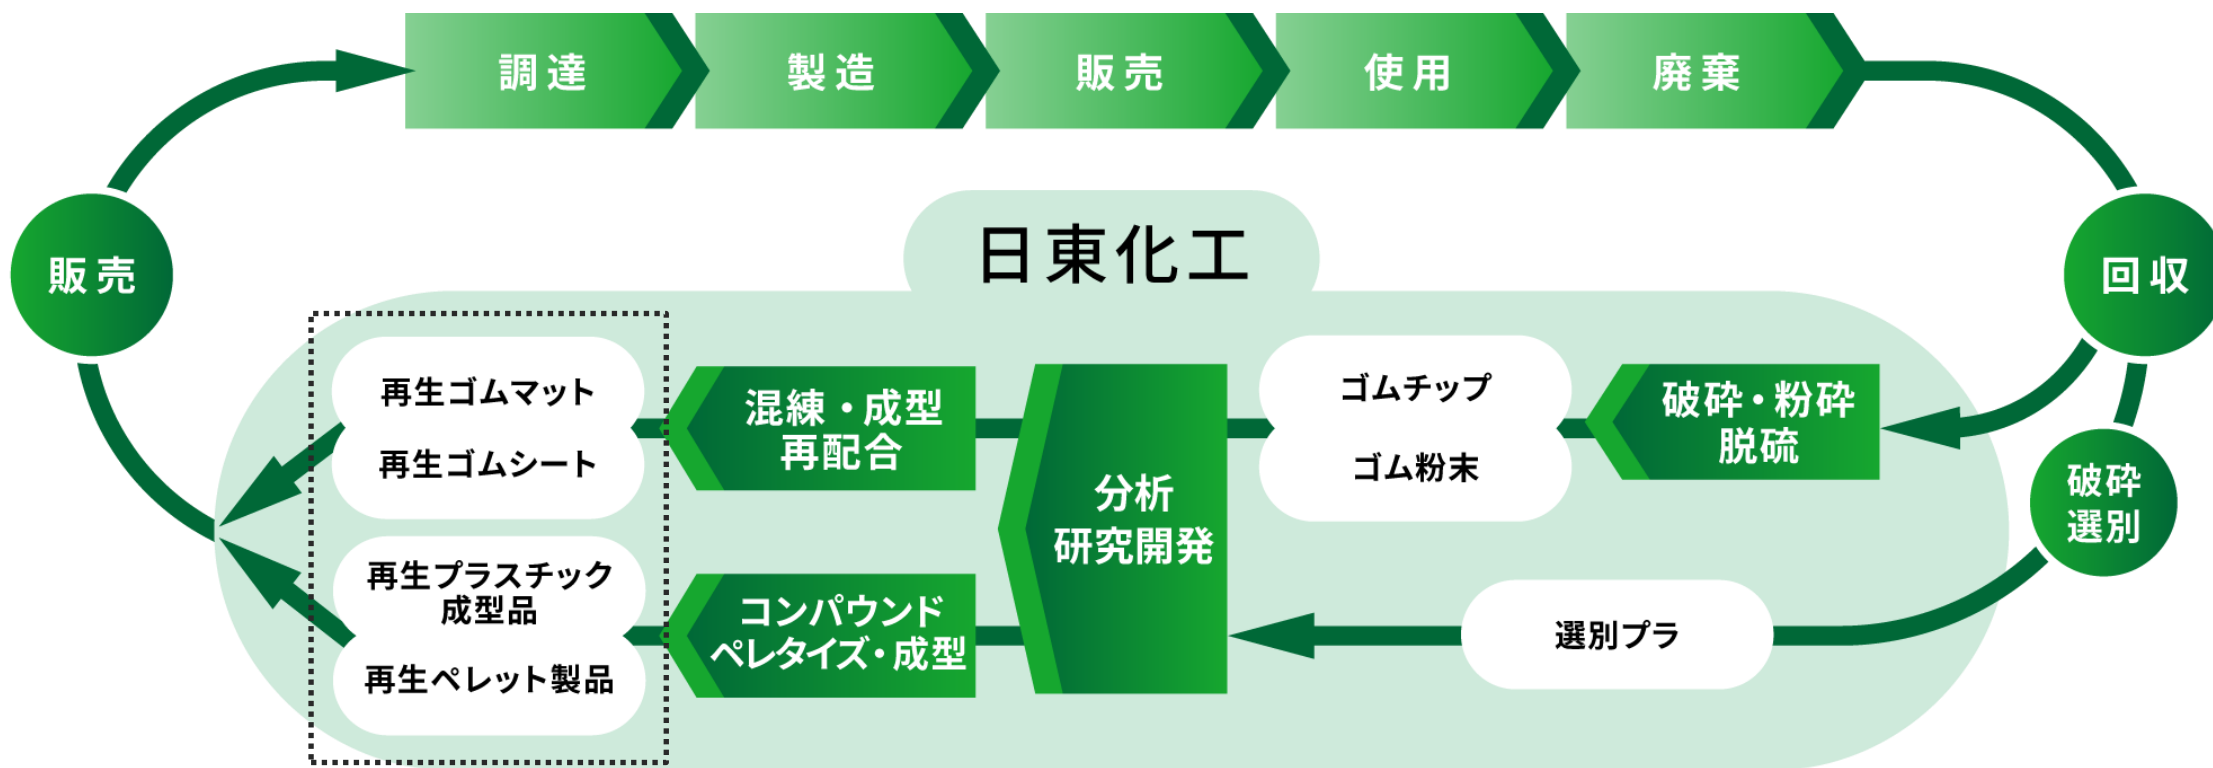 調達
製造
販売
使用
廃棄
販売
回収
日東化工
再生ゴムマット
再生ゴムシート
混練・成型
再配合
ゴムチップ
ゴム粉末
破砕・粉砕
脱硫
分析
研究開発
破砕
選別
再生プラスチック
成型品
再生ペレット製品
コンパウンド
ペレタイズ・成型
選別プラ